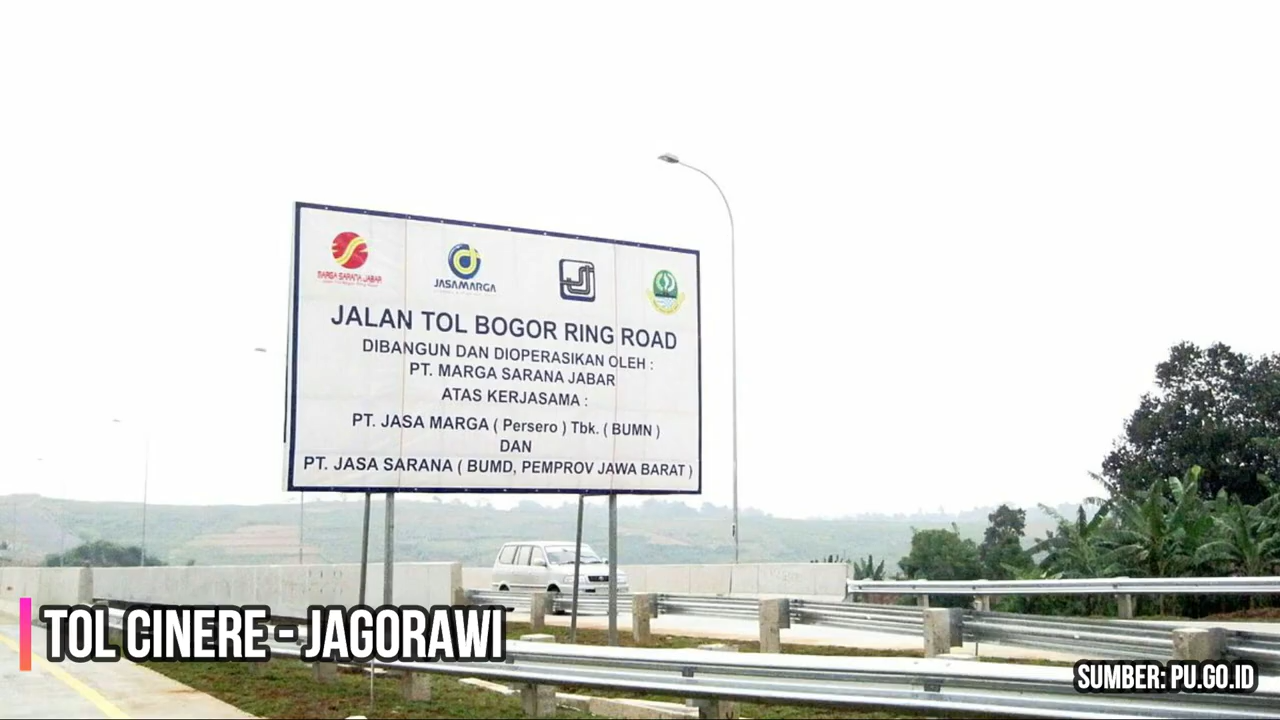 MARGA SARANA JABAR
JASAMARGA
JALAN TOL BOGOR RING ROAD
DIBANGUN DAN DIOPERASIKAN OLEH :
PT. MARGA SARANA JABAR
ATAS KERJASAMA :
PT. JASA MARGA ( Persero ) Tbk. ( BUMN )
DAN
PT. JASA SARANA ( BUMD, PEMPROV JAWA BARAT )
TOL CINERE - JAGORAWI
SUMBER: PU.GO.ID